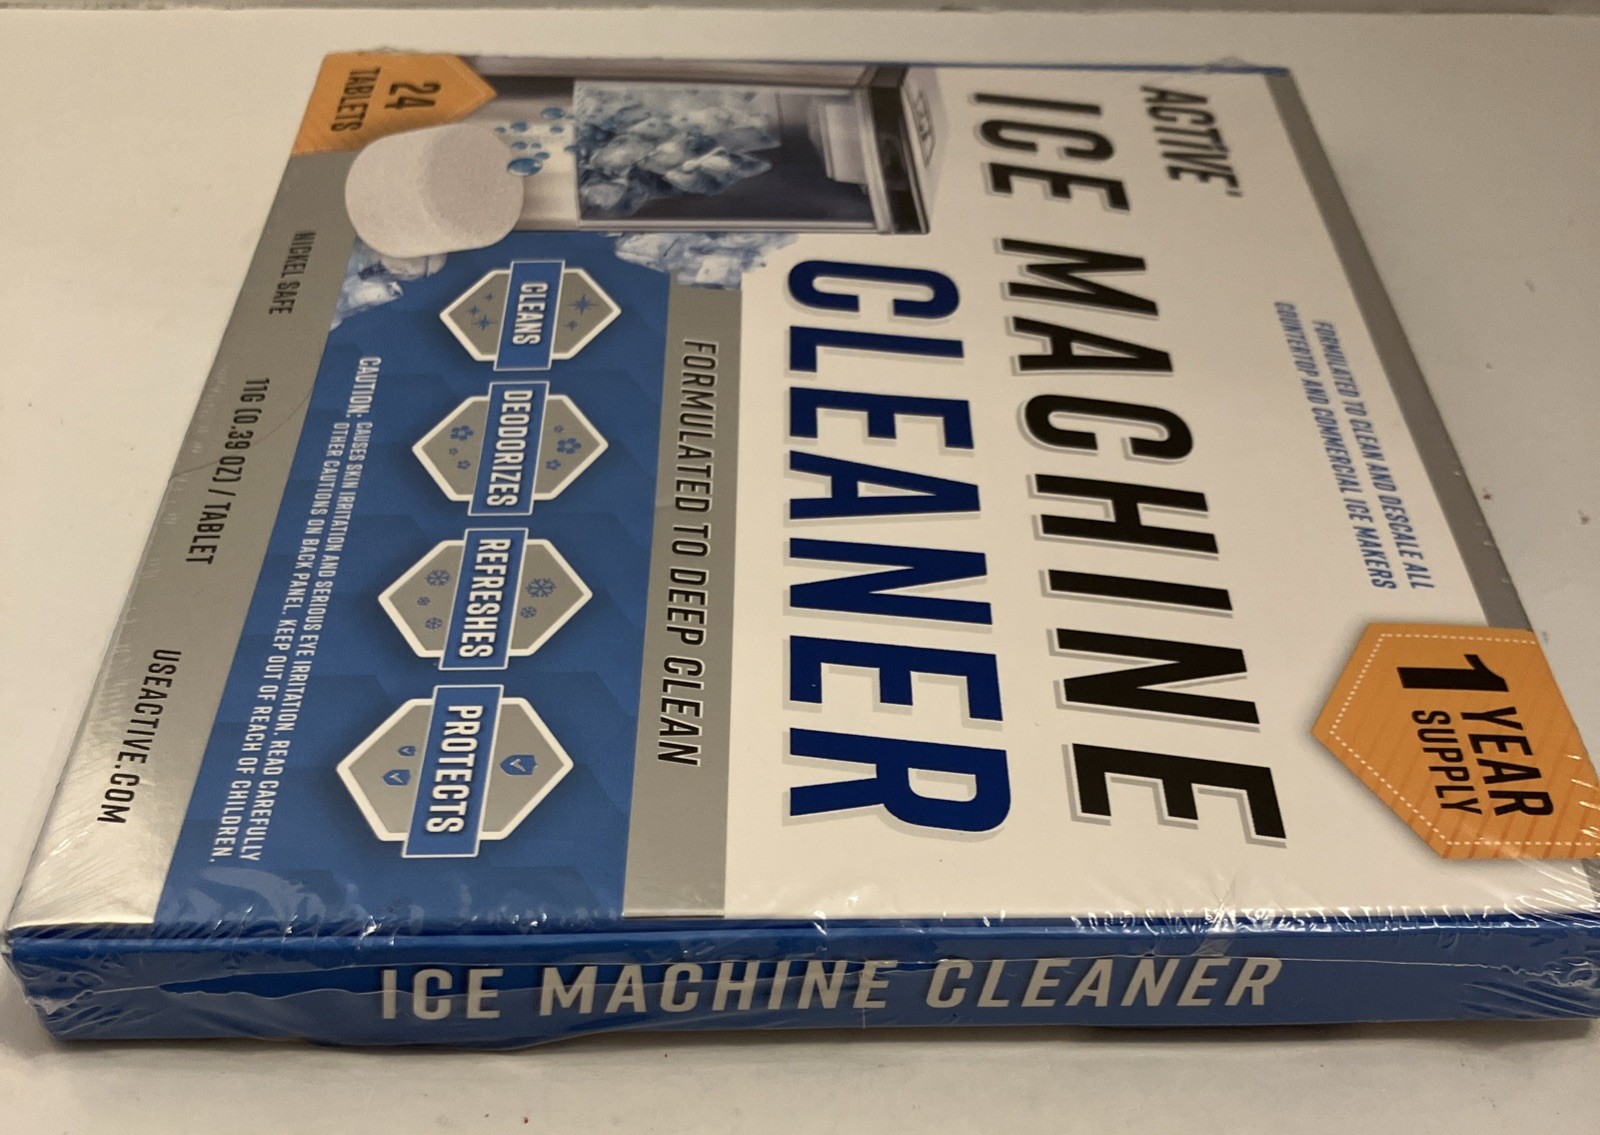 ACTIVE®
ICE MACHINE
CLEANER
FORMULATED TO CLEAN AND DESCALE ALL
COUNTERTOP AND COMMERCIAL ICE MAKERS
1 YEAR
SUPPLY
FORMULATED TO DEEP CLEAN
CLEANS
DEODORIZES
REFRESHES
PROTECTS
CAUTION: CAUSES SKIN IRRITATION AND SERIOUS EYE IRRITATION. READ CAREFULLY
OTHER CAUTIONS ON BACK PANEL. KEEP OUT OF REACH OF CHILDREN.
24
TABLETS
NICKEL SAFE
11G (0.39 OZ) / TABLET
USEACTIVE.COM
ICE MACHINE CLEANER